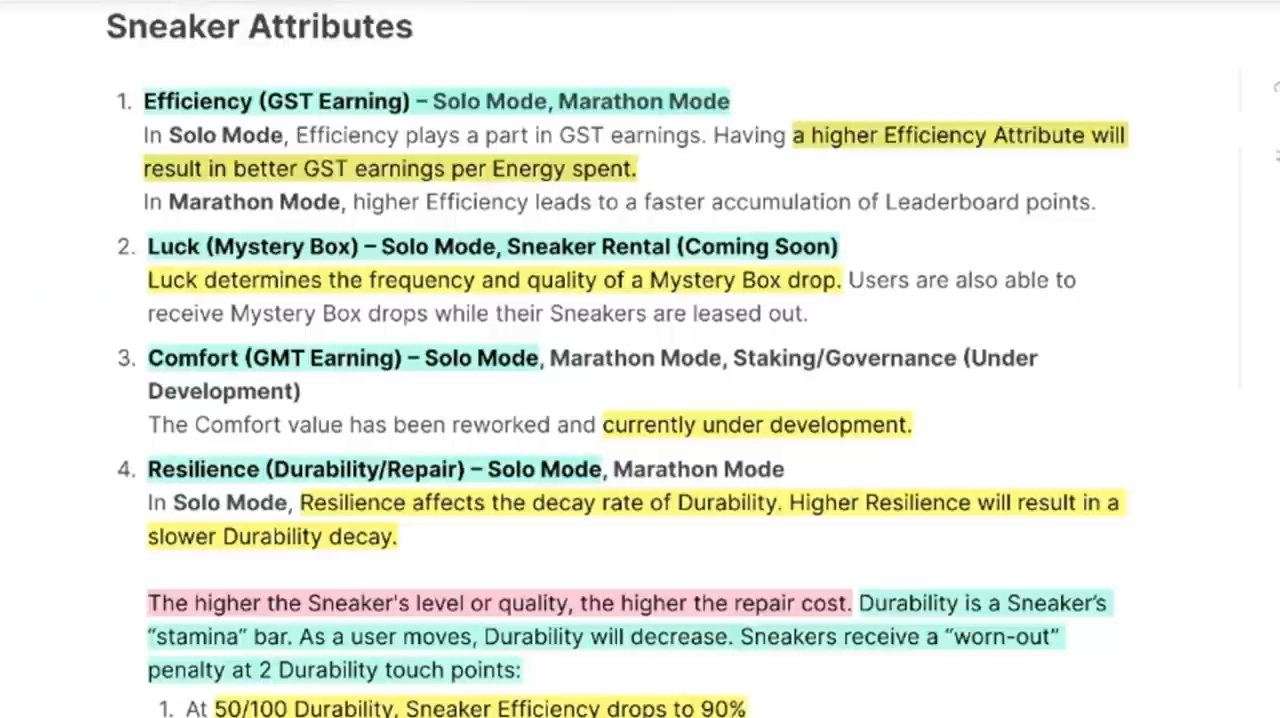 Sneaker Attributes
1. Efficiency (GST Earning) – Solo Mode, Marathon Mode
In Solo Mode, Efficiency plays a part in GST earnings. Having a higher Efficiency Attribute will
result in better GST earnings per Energy spent.
In Marathon Mode, higher Efficiency leads to a faster accumulation of Leaderboard points.
2. Luck (Mystery Box) – Solo Mode, Sneaker Rental (Coming Soon)
Luck determines the frequency and quality of a Mystery Box drop. Users are also able to
receive Mystery Box drops while their Sneakers are leased out.
3. Comfort (GMT Earning) – Solo Mode, Marathon Mode, Staking/Governance (Under
Development)
The Comfort value has been reworked and currently under development.
4. Resilience (Durability/Repair) – Solo Mode, Marathon Mode
In Solo Mode, Resilience affects the decay rate of Durability. Higher Resilience will result in a
slower Durability decay.
The higher the Sneaker's level or quality, the higher the repair cost. Durability is a Sneaker’s
“stamina” bar. As a user moves, Durability will decrease. Sneakers receive a “worn-out”
penalty at 2 Durability touch points:
1. At 50/100 Durability, Sneaker Efficiency drops to 90%